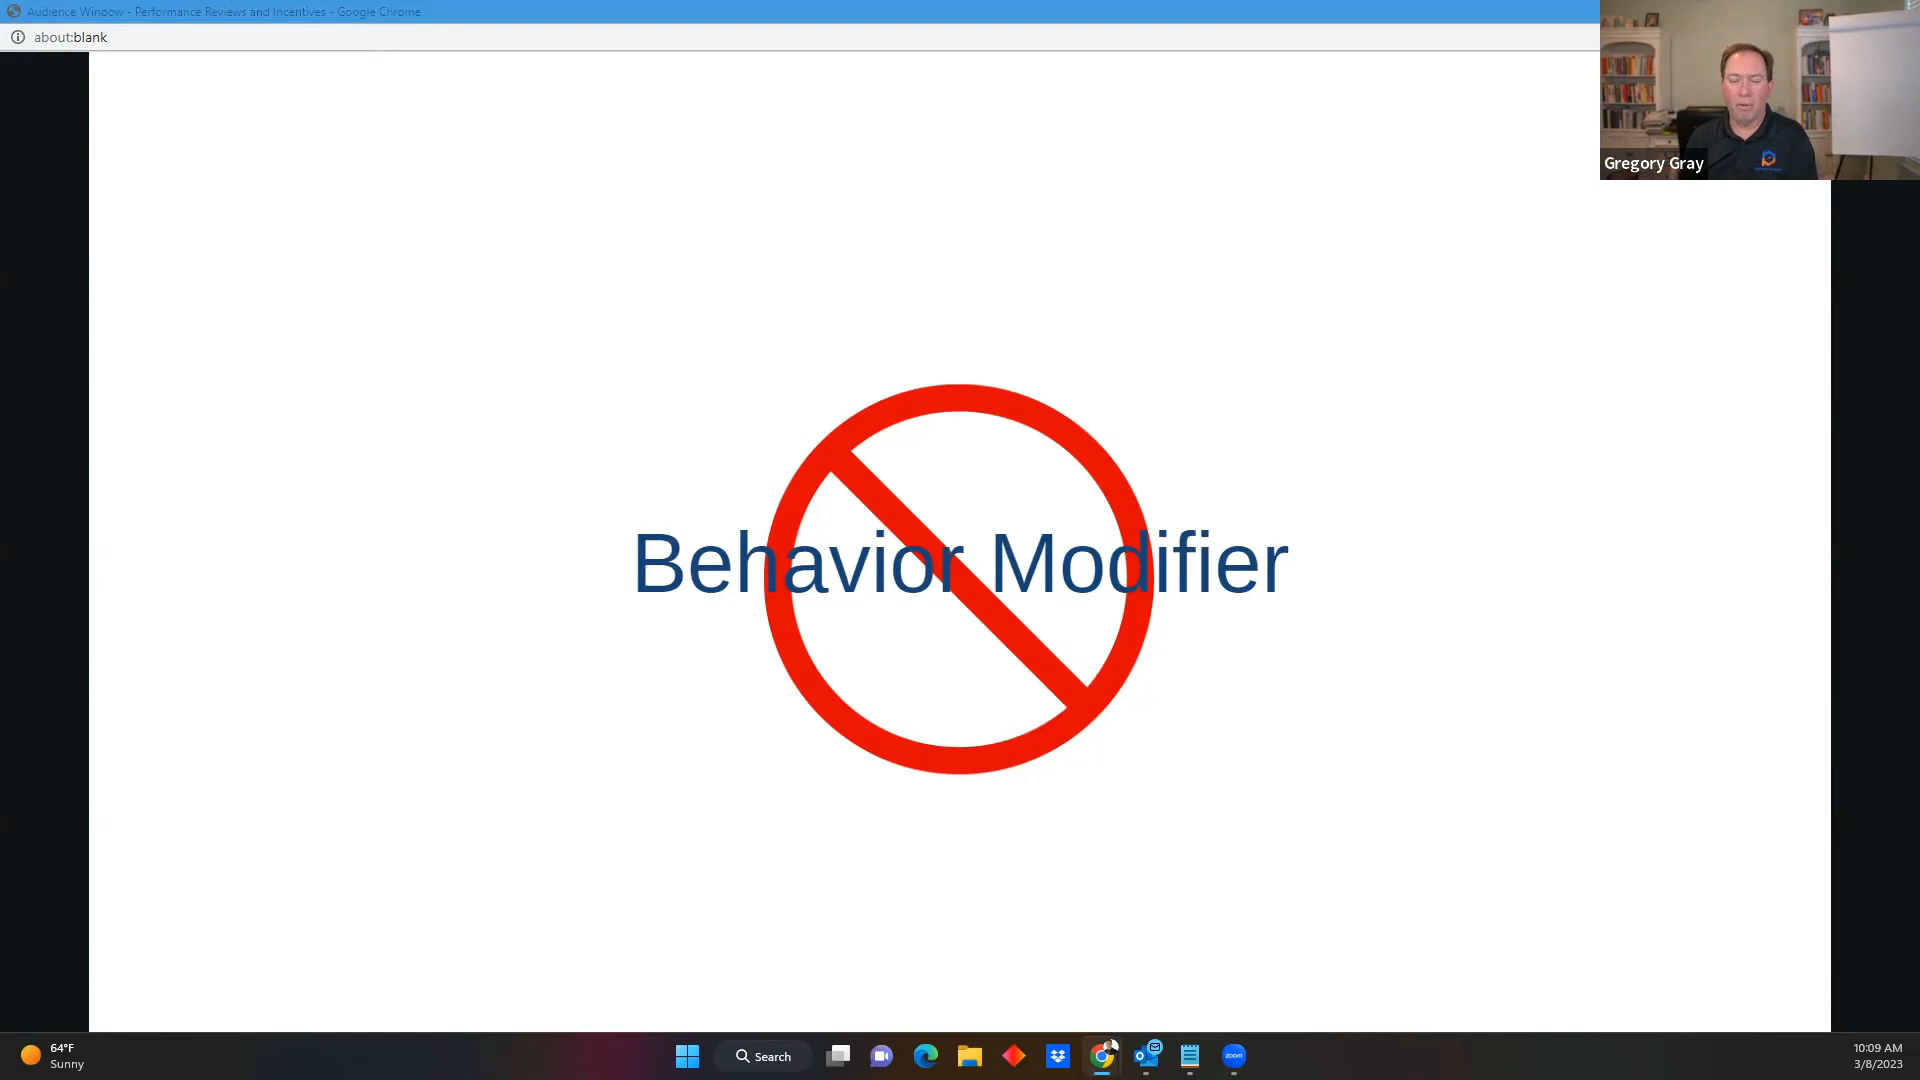 Audience Window - Performance Reviews and Incentives - Google Chrome
about:blank
Gregory Gray
Behavior Modifier
64°F
Sunny
Search
zoom
10:09 AM
3/8/2023